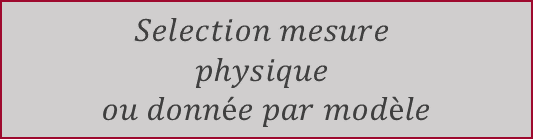 Selection mesure
physique
ou donnée par modèle